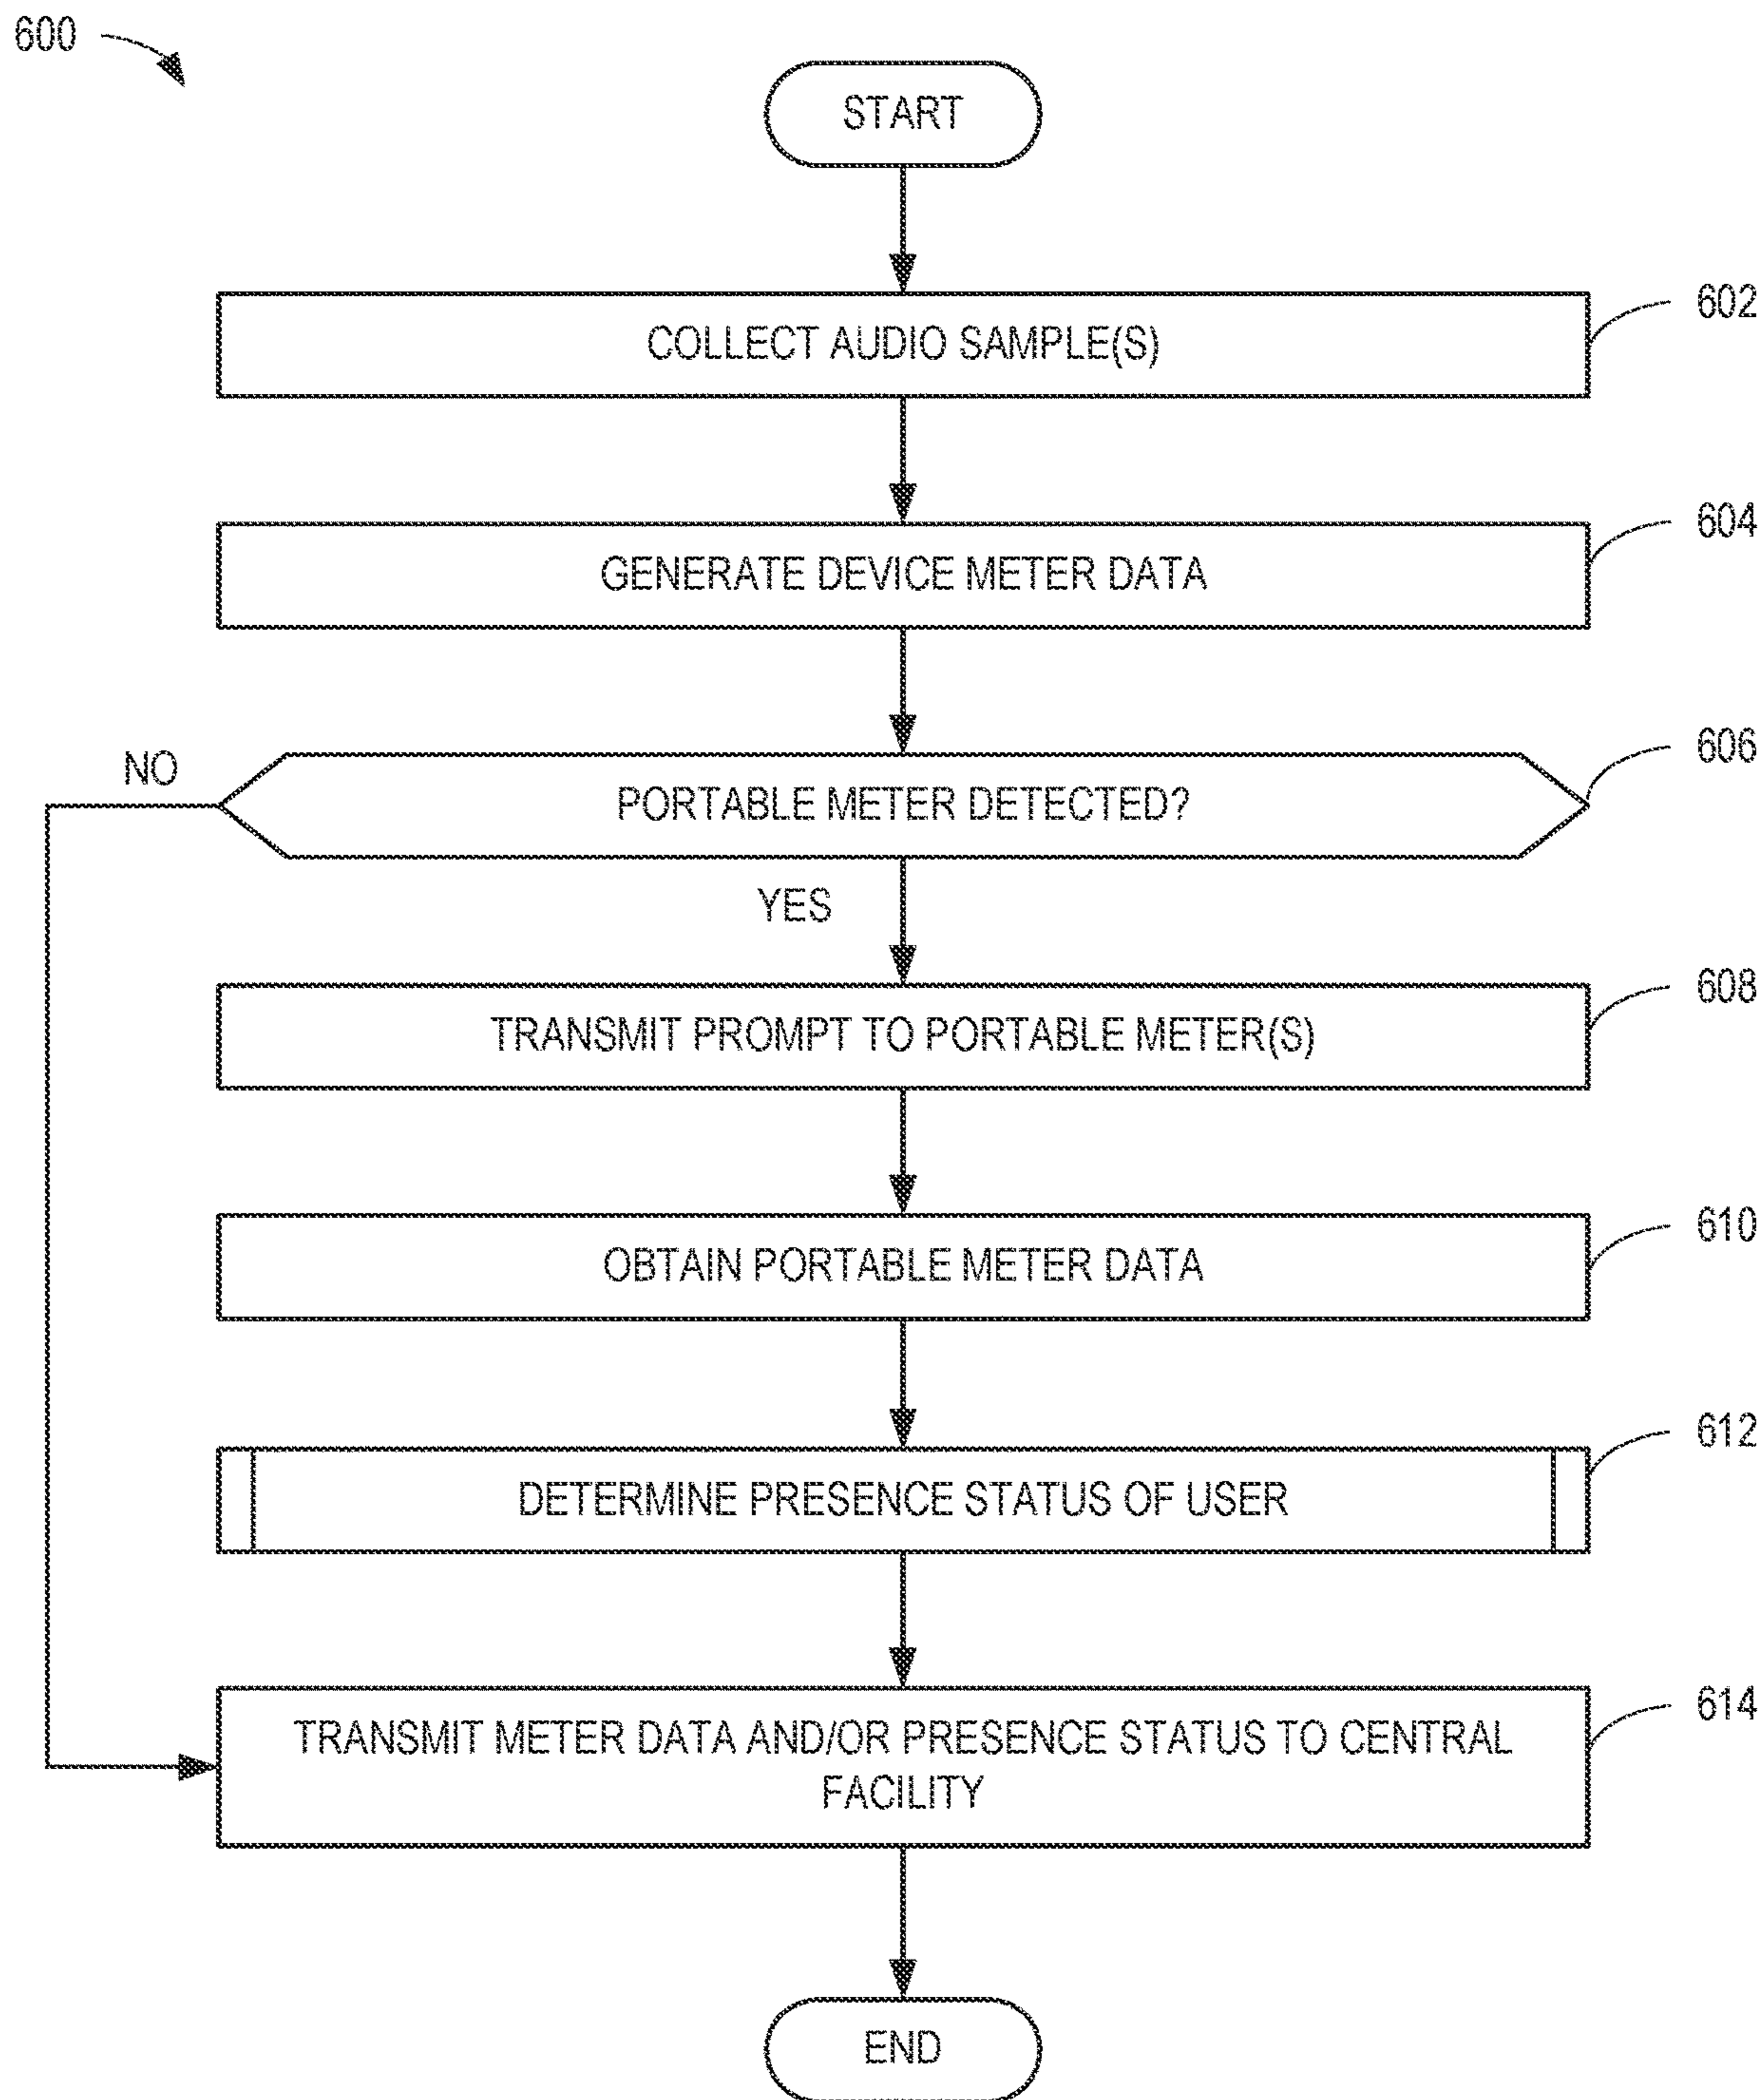 600
START
COLLECT AUDIO SAMPLE(S)
602
GENERATE DEVICE METER DATA
604
PORTABLE METER DETECTED?
606
NO
YES
TRANSMIT PROMPT TO PORTABLE METER(S)
608
OBTAIN PORTABLE METER DATA
610
DETERMINE PRESENCE STATUS OF USER
612
TRANSMIT METER DATA AND/OR PRESENCE STATUS TO CENTRAL
FACILITY
614
END